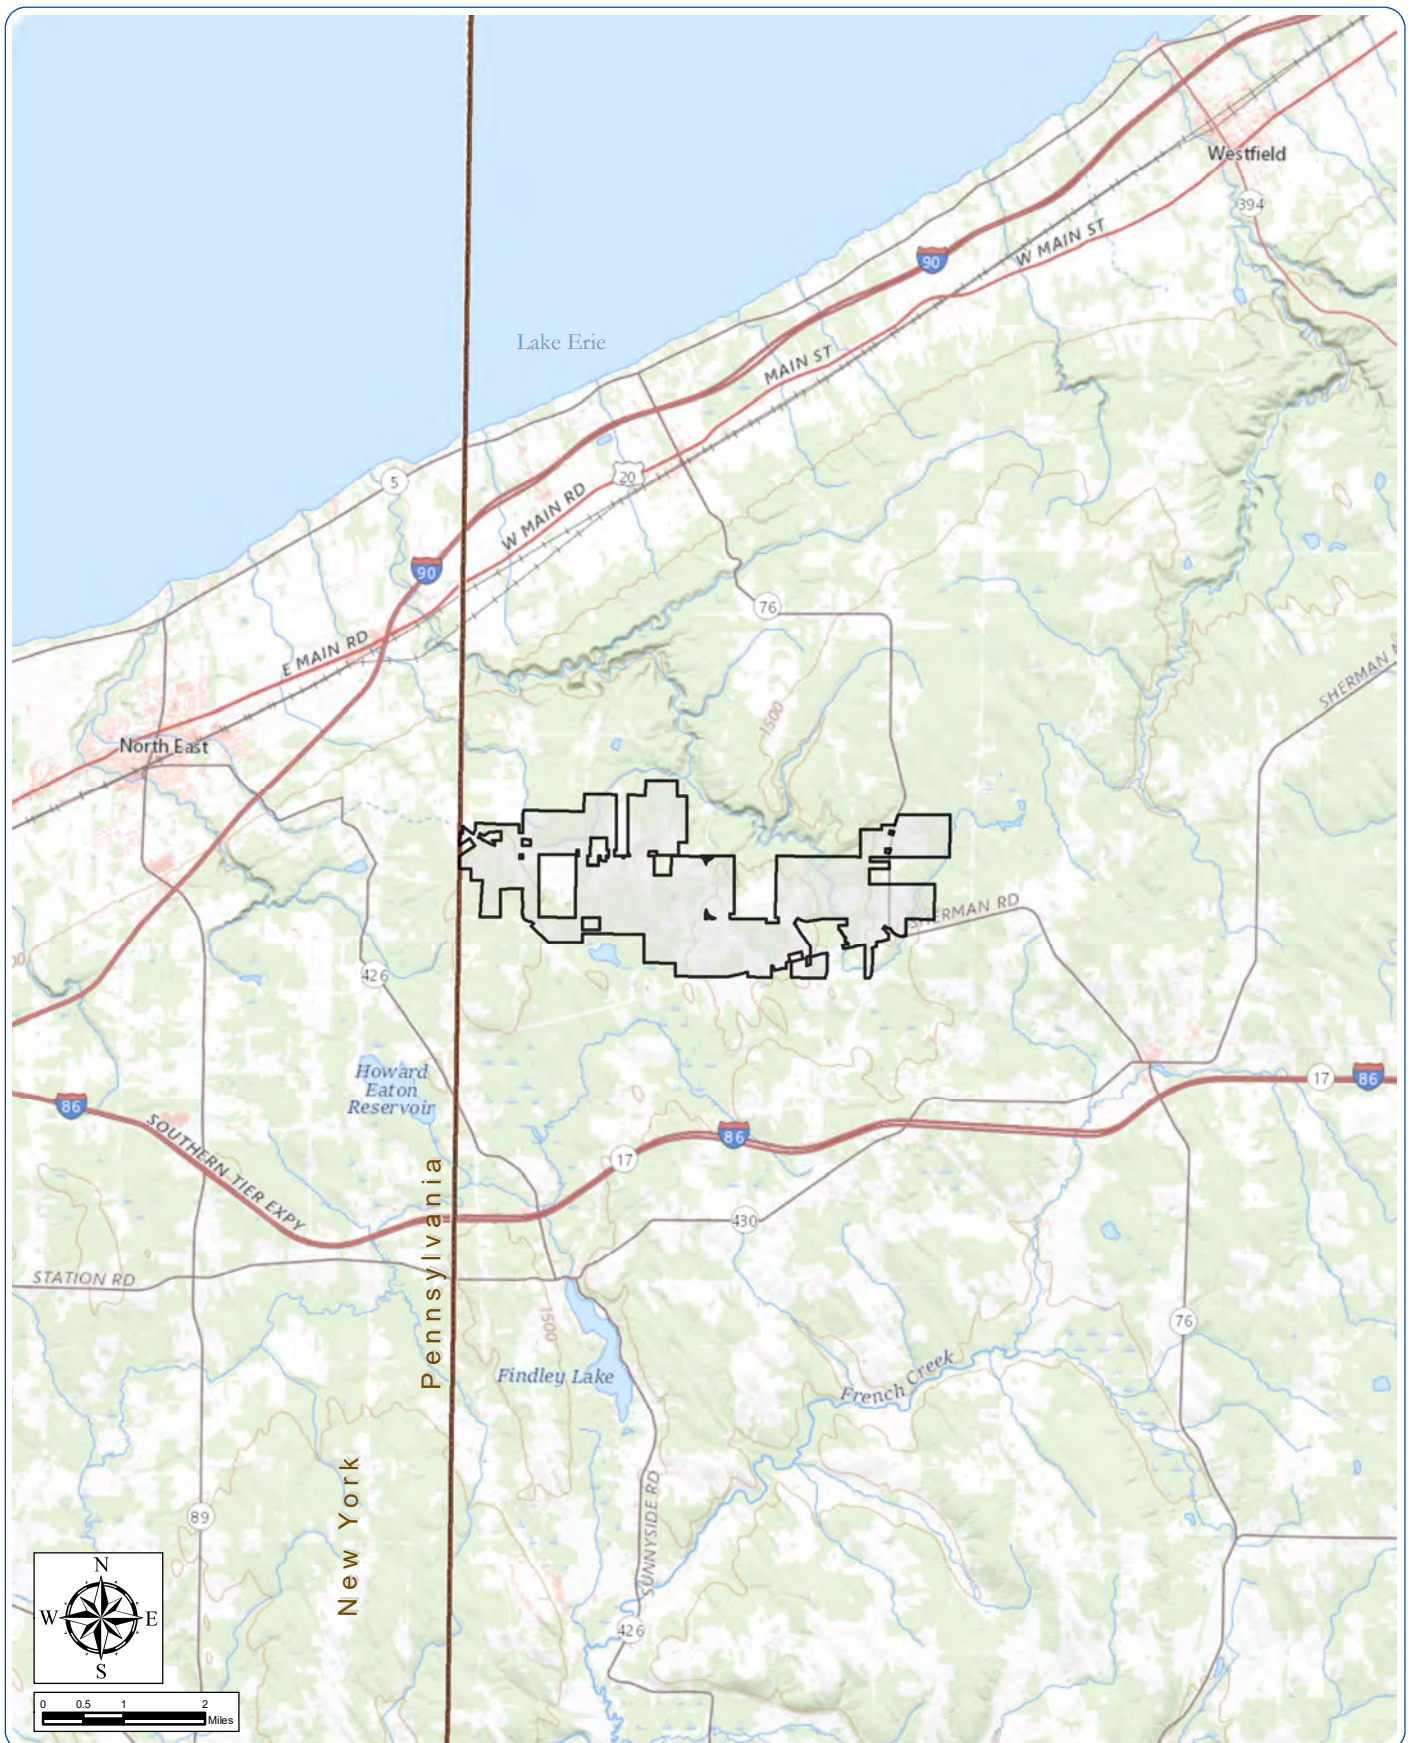 Westfield
394
90
W MAIN ST
Lake Erie
MAIN ST
5
20
W MAIN RD
90
76
E MAIN RD
SHERMAN
1500
North East
SHERMAN RD
426
Howard
Eaton
Reservoir
17
86
86
86
SOUTHERN TIER EXPY
17
Pennsylvania
430
STATION RD
1500
76
Findley Lake
French Creek
New York
SUNNYSIDE RD
89
N
W
E
S
426
0
0.5
1
2
Miles